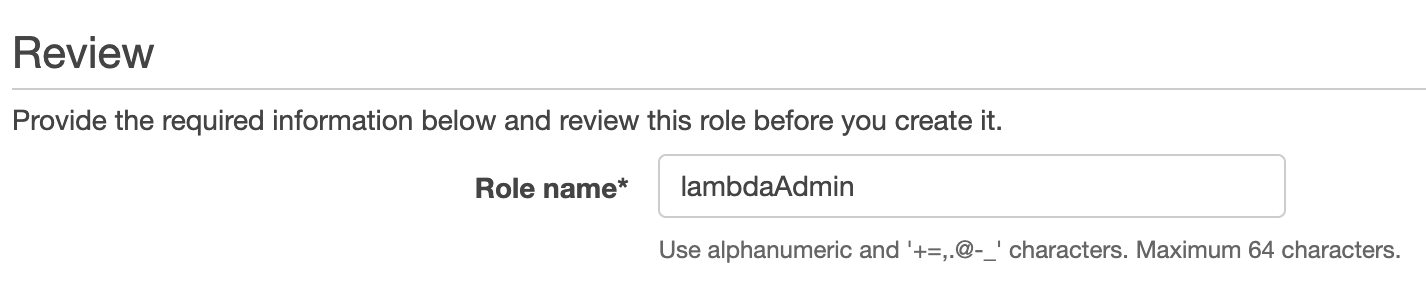 Review
Provide the required information below and review this role before you create it.
Role name* lambdaAdmin
Use alphanumeric and '+=,.@-_' characters. Maximum 64 characters.